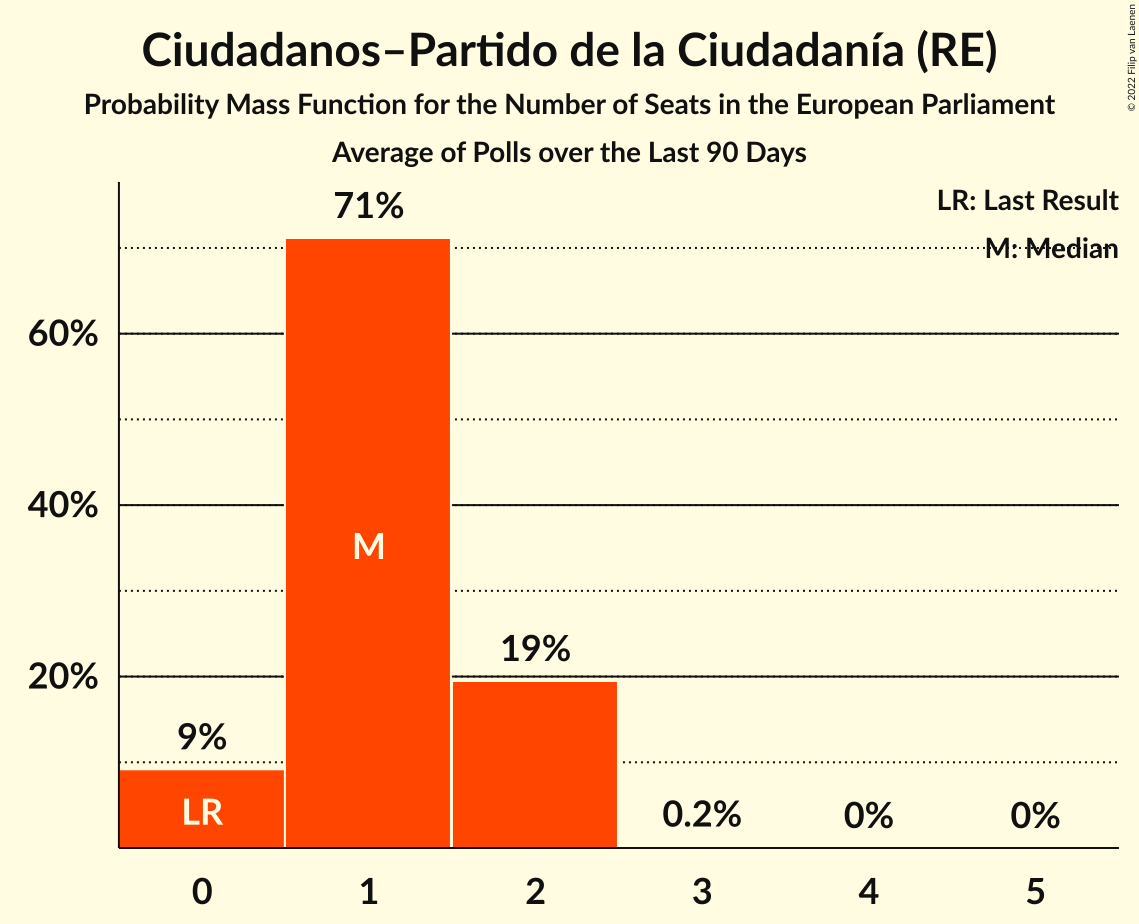 Ciudadanos–Partido de la Ciudadanía (RE)
Probability Mass Function for the Number of Seats in the European Parliament
Average of Polls over the Last 90 Days
© 2022 Filip van Laenen
LR: Last Result
M: Median
71%
60%
40%
M
19%
20%
9%
LR
0.2%
0%
0%
0 1 2 3 4 5